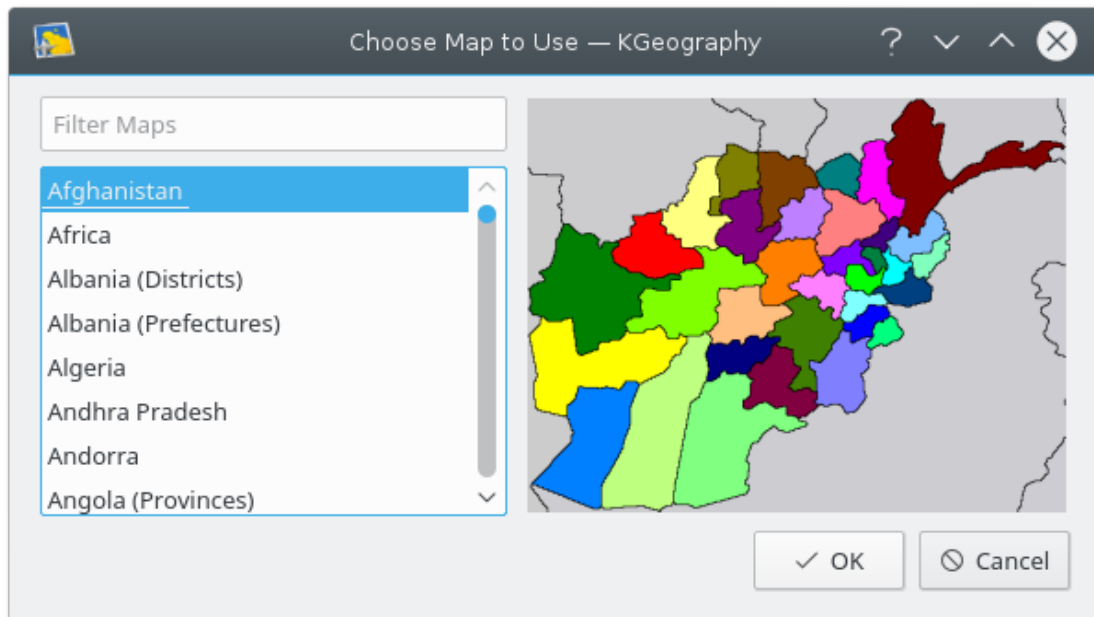 Choose Map to Use — KGeography
Filter Maps
Afghanistan
Africa
Albania (Districts)
Albania (Prefectures)
Algeria
Andhra Pradesh
Andorra
Angola (Provinces)
OK
Cancel